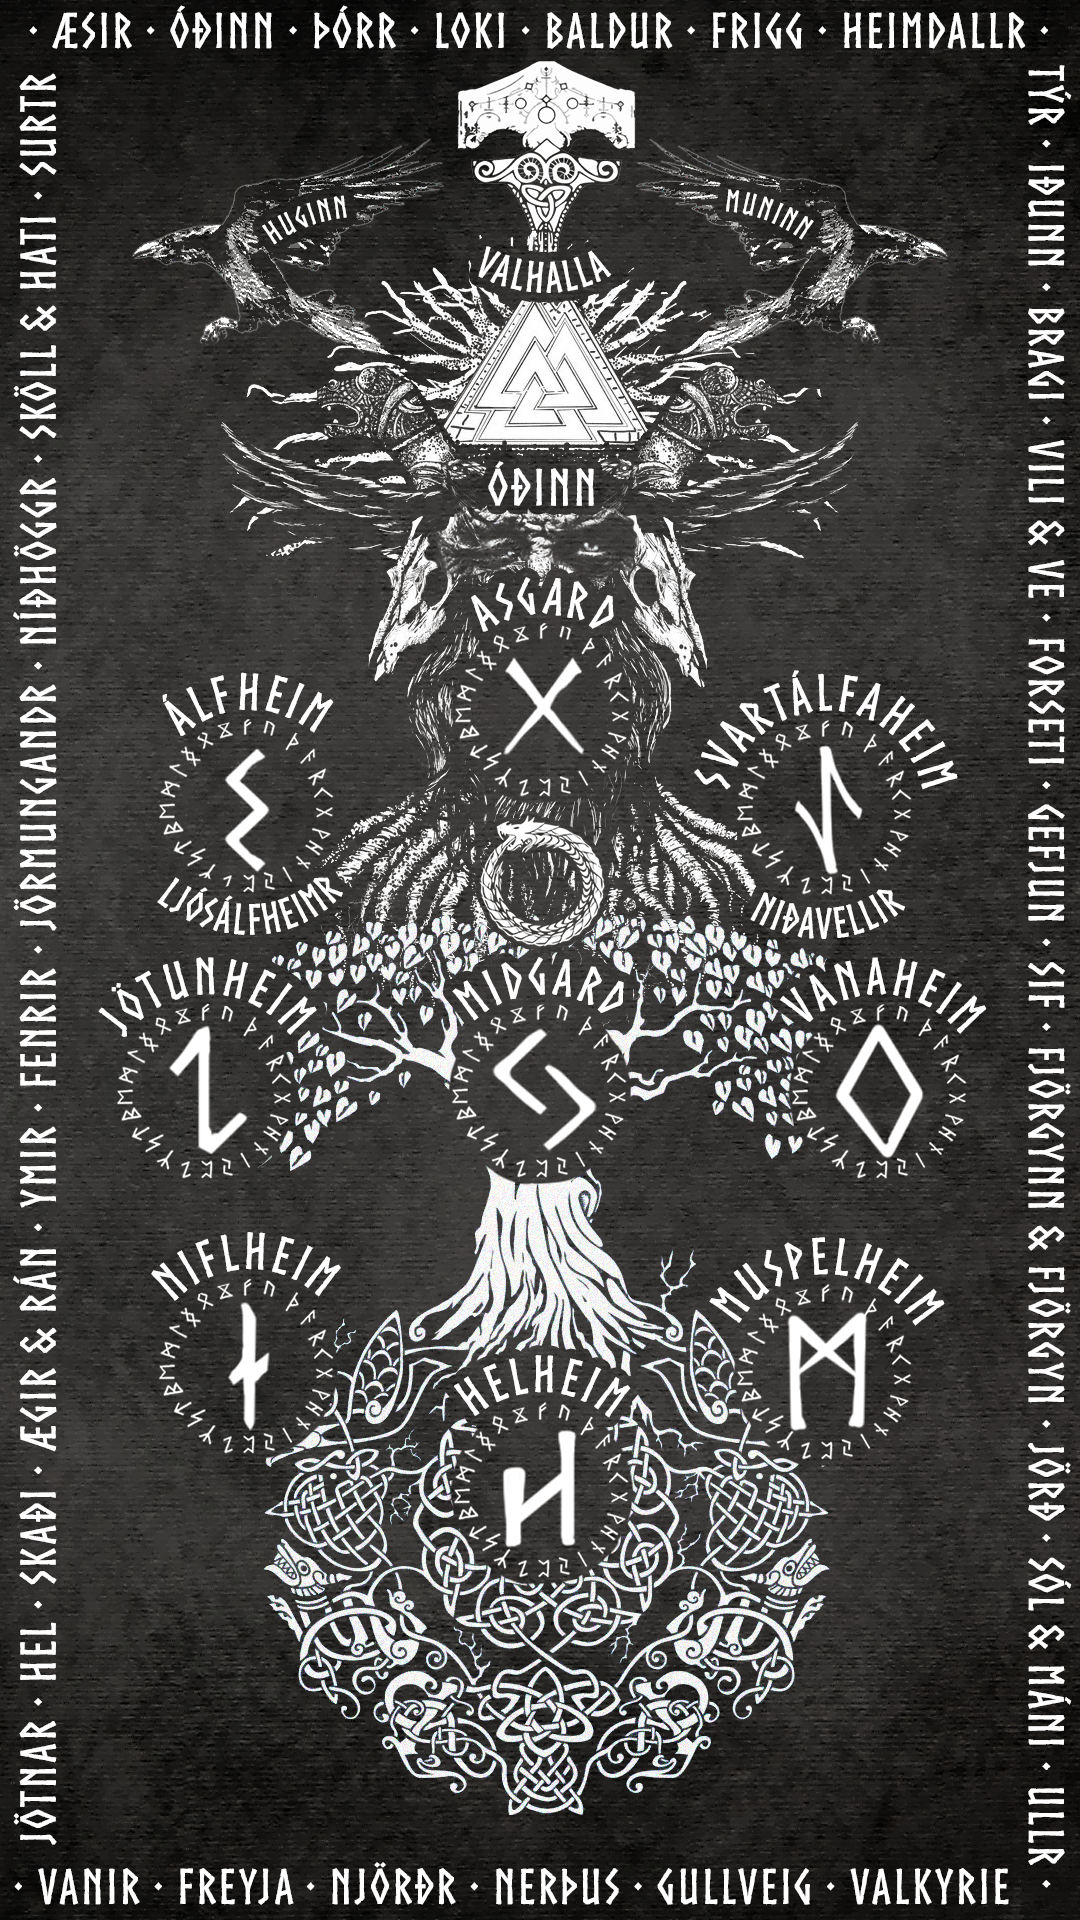 · ÆSIR · ÓÐINN · ÞÓRR · LOKI · BALDUR · FRIGG · HEIMDALLR ·
TÝR · IÐUNN · BRAGI · VILI & VE · FORSETI · GEFJUN · SIF · FJÖRGYNN & FJÖRGYN · JÖRÐ · SÓL & MÁNI · ULLR ·
JÖTNAR · HEL · SKAÐI · ÆGIR & RÁN · YMIR · FENRIR · JÖRMUNGANDR · NÍÐHÖGGR · SKÖLL & HATI · SURTR
HUGINN
MUNINN
VALHALLA
ÓÐINN
ASGARD
ᚷ
ÁLFHEIM
LJÓSÁLFHEIMR
SVARTÁLFAHEIM
NIÐAVELLIR
JÖTUNHEIM
MIDGARD
ᛃ
VANAHEIM
NIFLHEIM
ᚾ
MUSPELHEIM
ᛗ
HELHEIM
· VANIR · FREYJA · NJÖRÐR · NERÞUS · GULLVEIG · VALKYRIE